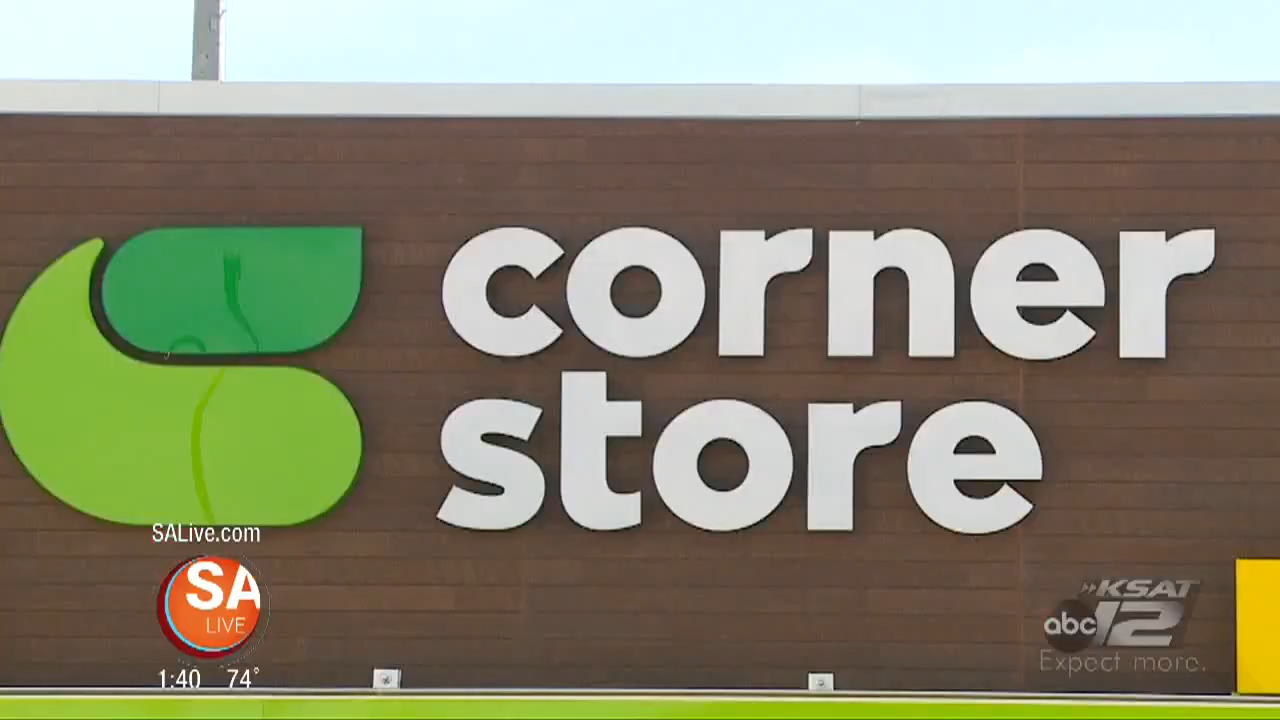 corner
store
SALive.com
SA
LIVE
1:40 74°
KSAT
abc 12
Expect more.